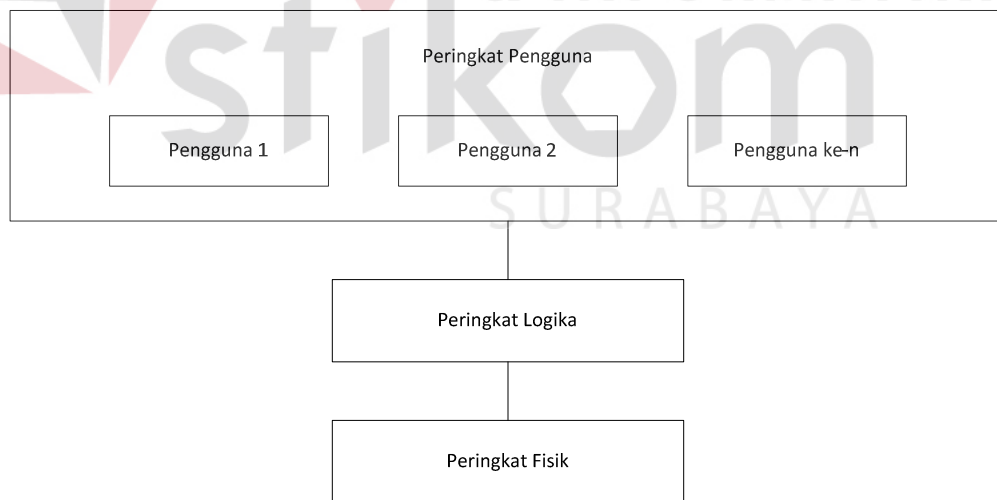 stikom
SURABAYA
Peringkat Pengguna
Pengguna 1
Pengguna 2
Pengguna ke-n
Peringkat Logika
Peringkat Fisik